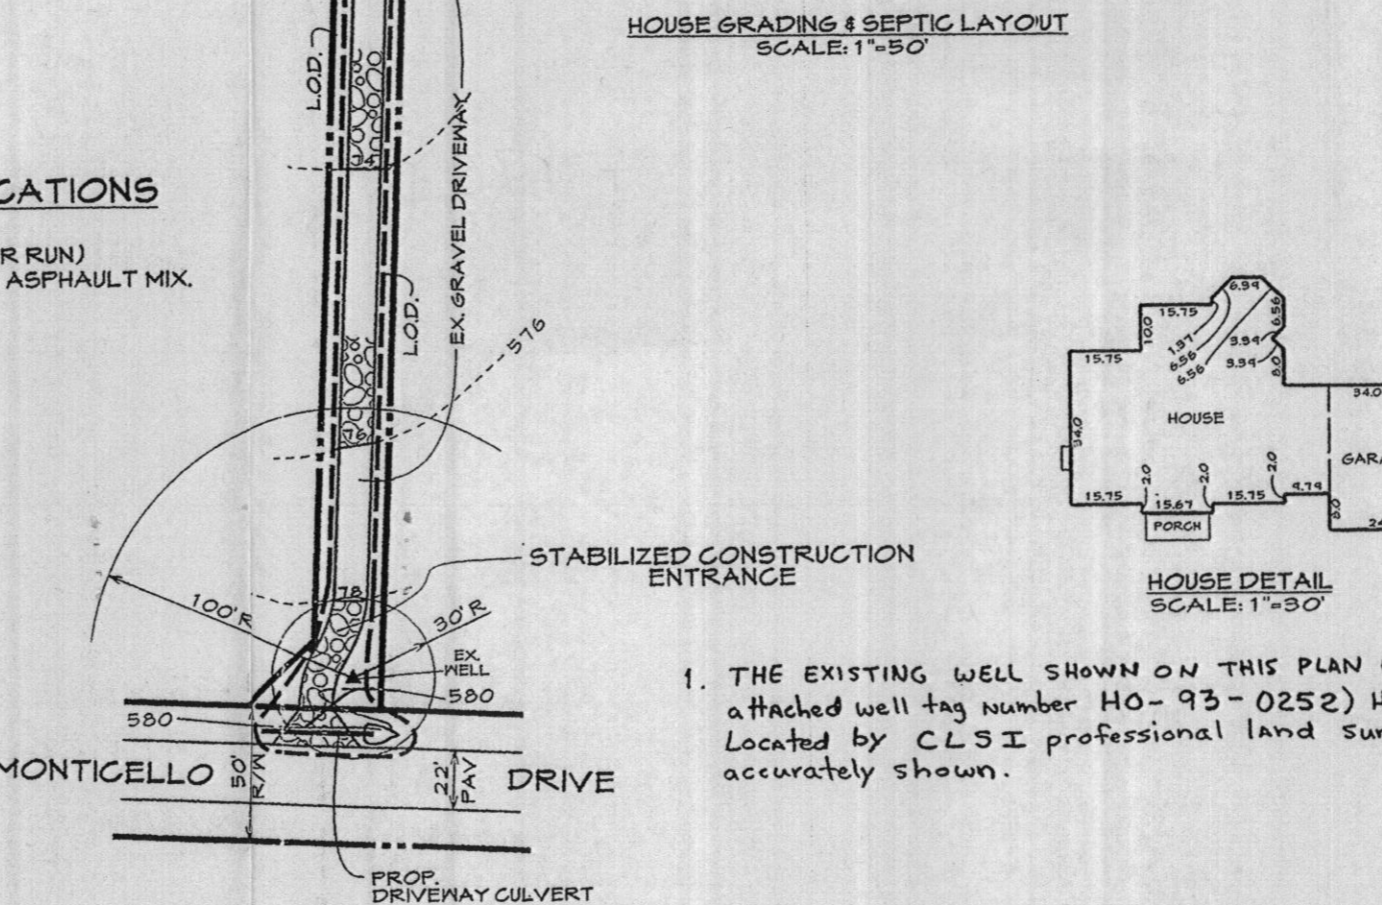 HOUSE GRADING & SEPTIC LAYOUT
SCALE: 1"=50'
L.O.D.
74
EX. GRAVEL DRIVEWAY
CATIONS
R RUN)
ASPHAULT MIX.
L.O.D.
576
76
6.94
15.75
10.0
6.56
1.97
6.56
6.56
15.75
8.0
34.0
HOUSE
34.0
GARA
2.0
2.0
2.0
15.75
15.67
15.75
9.79
8.0
24
PORCH
HOUSE DETAIL
SCALE: 1"=30'
STABILIZED CONSTRUCTION
ENTRANCE
78
100' R
30' R
EX.
WELL
580
580
MONTICELLO DRIVE
50'
R/W
22'
PAV
PROP.
DRIVEWAY CULVERT
1. THE EXISTING WELL SHOWN ON THIS PLAN
attAched well tAg Number HO-93-0252) H
Located by CLSI professional lAnd sur
accurately shown.